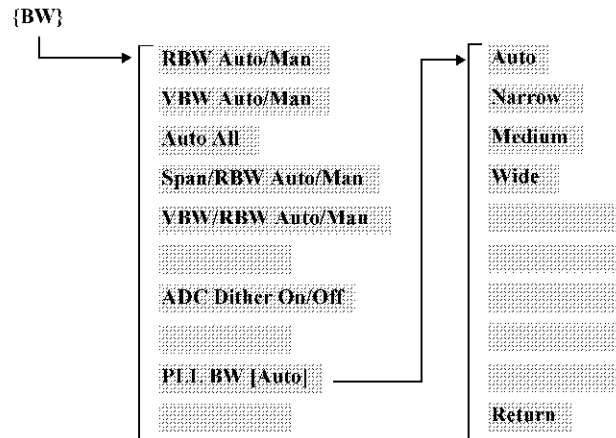 {BW}
RBW Auto/Man
VBW Auto/Man
Auto All
Span/RBW Auto/Man
VBW/RBW Auto/Man
ADC Dither On/Off
PLL BW [Auto]
Auto
Narrow
Medium
Wide
Return